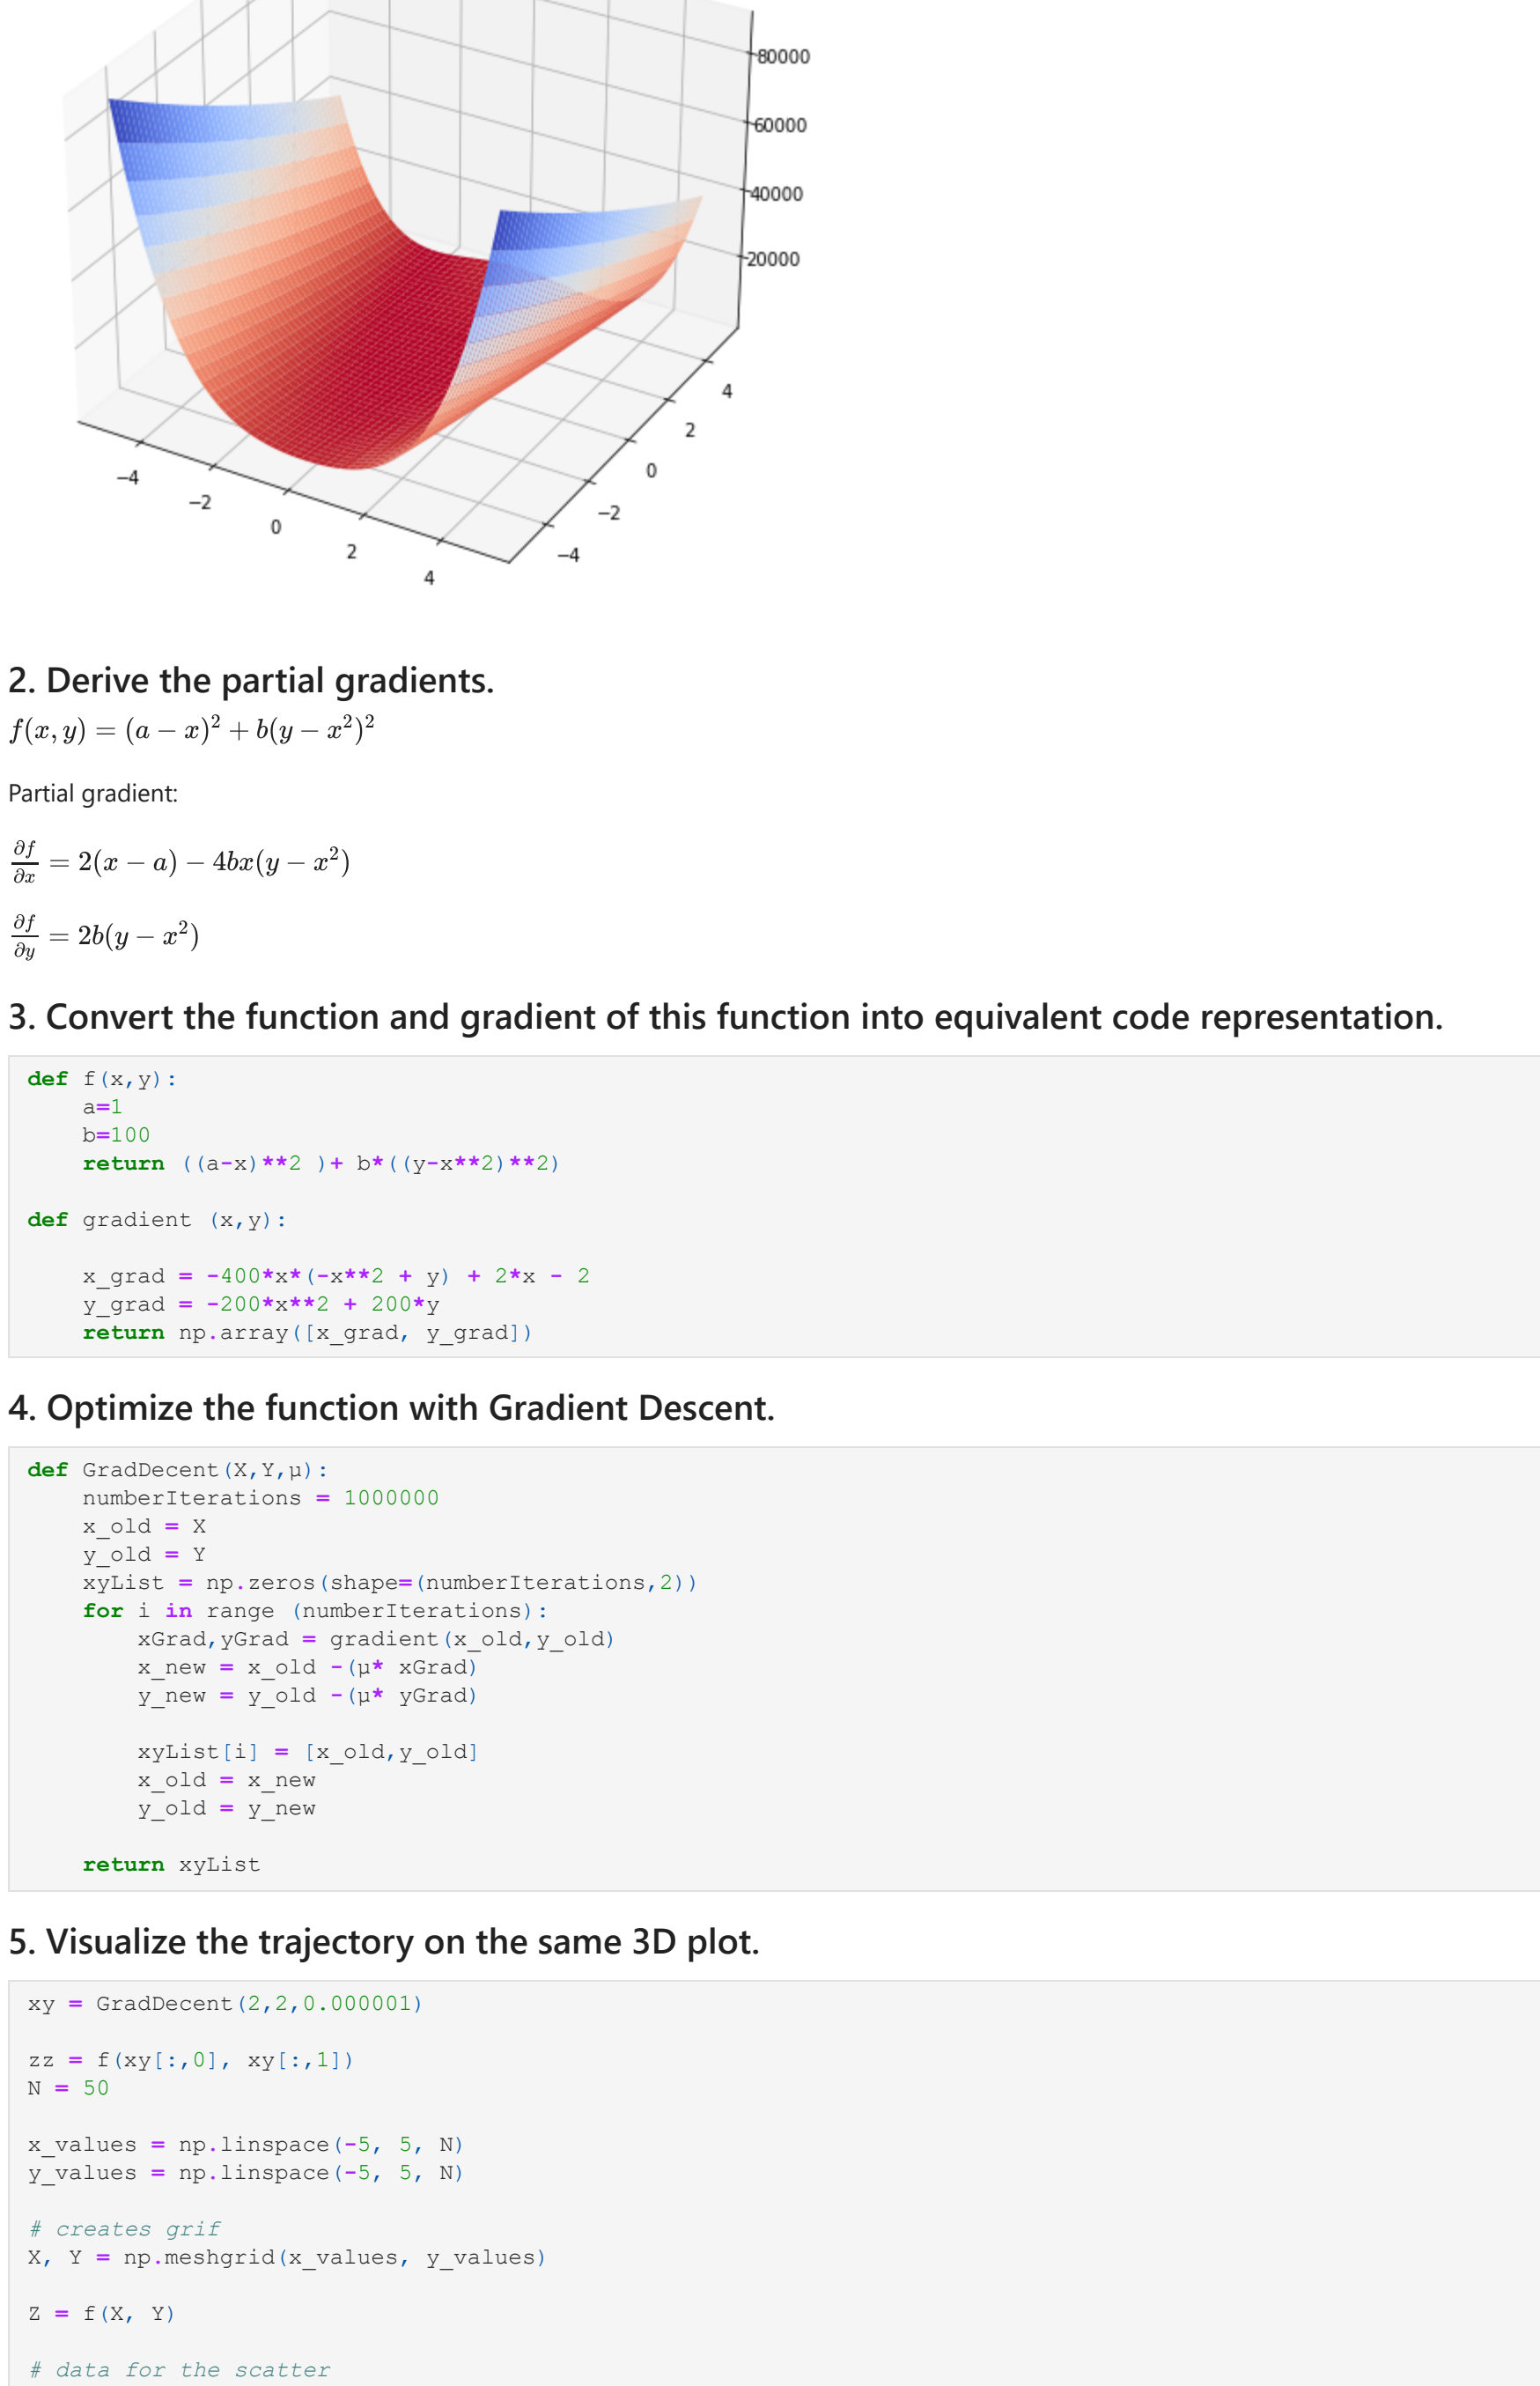 80000
60000
40000
20000
4
2
0
−2
−4
−4
−2
0
2
4
2. Derive the partial gradients.
f(x, y) = (a − x)² + b(y − x²)²
Partial gradient:
∂f/∂x = 2(x − a) − 4bx(y − x²)
∂f/∂y = 2b(y − x²)
3. Convert the function and gradient of this function into equivalent code representation.
def f(x,y):
    a=1
    b=100
    return ((a-x)**2 )+ b*((y-x**2)**2)
def gradient (x,y):
    x_grad = -400*x*(-x**2 + y) + 2*x - 2
    y_grad = -200*x**2 + 200*y
    return np.array([x_grad, y_grad])
4. Optimize the function with Gradient Descent.
def GradDecent(X,Y,μ):
    numberIterations = 1000000
    x_old = X
    y_old = Y
    xyList = np.zeros(shape=(numberIterations,2))
    for i in range (numberIterations):
        xGrad,yGrad = gradient(x_old,y_old)
        x_new = x_old -(μ* xGrad)
        y_new = y_old -(μ* yGrad)
        xyList[i] = [x_old,y_old]
        x_old = x_new
        y_old = y_new
    return xyList
5. Visualize the trajectory on the same 3D plot.
xy = GradDecent(2,2,0.000001)
zz = f(xy[:,0], xy[:,1])
N = 50
x_values = np.linspace(-5, 5, N)
y_values = np.linspace(-5, 5, N)
# creates grif
X, Y = np.meshgrid(x_values, y_values)
Z = f(X, Y)
# data for the scatter